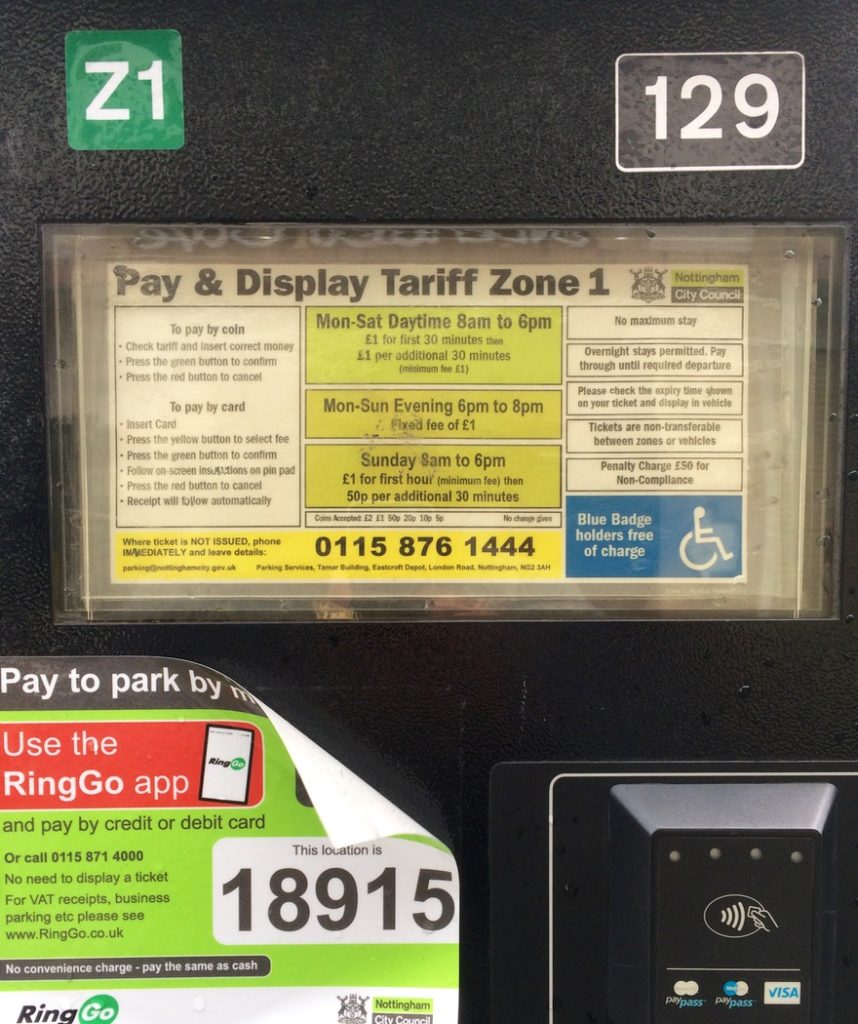 Z1
129
Pay & Display Tariff Zone 1
Nottingham
City Council
To pay by coin
• Check tariff and insert correct money
• Press the green button to confirm
• Press the red button to cancel
To pay by card
• Insert Card
• Press the yellow button to select fee
• Press the green button to confirm
• Follow on-screen instructions on pin pad
• Press the red button to cancel
• Receipt will follow automatically
Mon-Sat Daytime 8am to 6pm
£1 for first 30 minutes then
£1 per additional 30 minutes
(minimum fee £1)
Mon-Sun Evening 6pm to 8pm
Fixed fee of £1
Sunday 8am to 6pm
£1 for first hour (minimum fee) then
50p per additional 30 minutes
Coins Accepted: £2 £1 50p 20p 10p 5p No change given
No maximum stay
Overnight stays permitted. Pay
through until required departure
Please check the expiry time shown
on your ticket and display in vehicle
Tickets are non-transferable
between zones or vehicles
Penalty Charge £50 for
Non-Compliance
Blue Badge
holders free
of charge
Where ticket is NOT ISSUED, phone
IMMEDIATELY and leave details:
0115 876 1444
parking@nottinghamcity.gov.uk Parking Services, Tamar Building, Eastcroft Depot, London Road, Nottingham, NG2 3AH
Pay to park by
Use the
RingGo app
RingGo
and pay by credit or debit card
Or call 0115 871 4000
No need to display a ticket
For VAT receipts, business
parking etc please see
www.RingGo.co.uk
This location is
18915
No convenience charge - pay the same as cash
RingGo
Nottingham
City Council
paypass
paypass
VISA